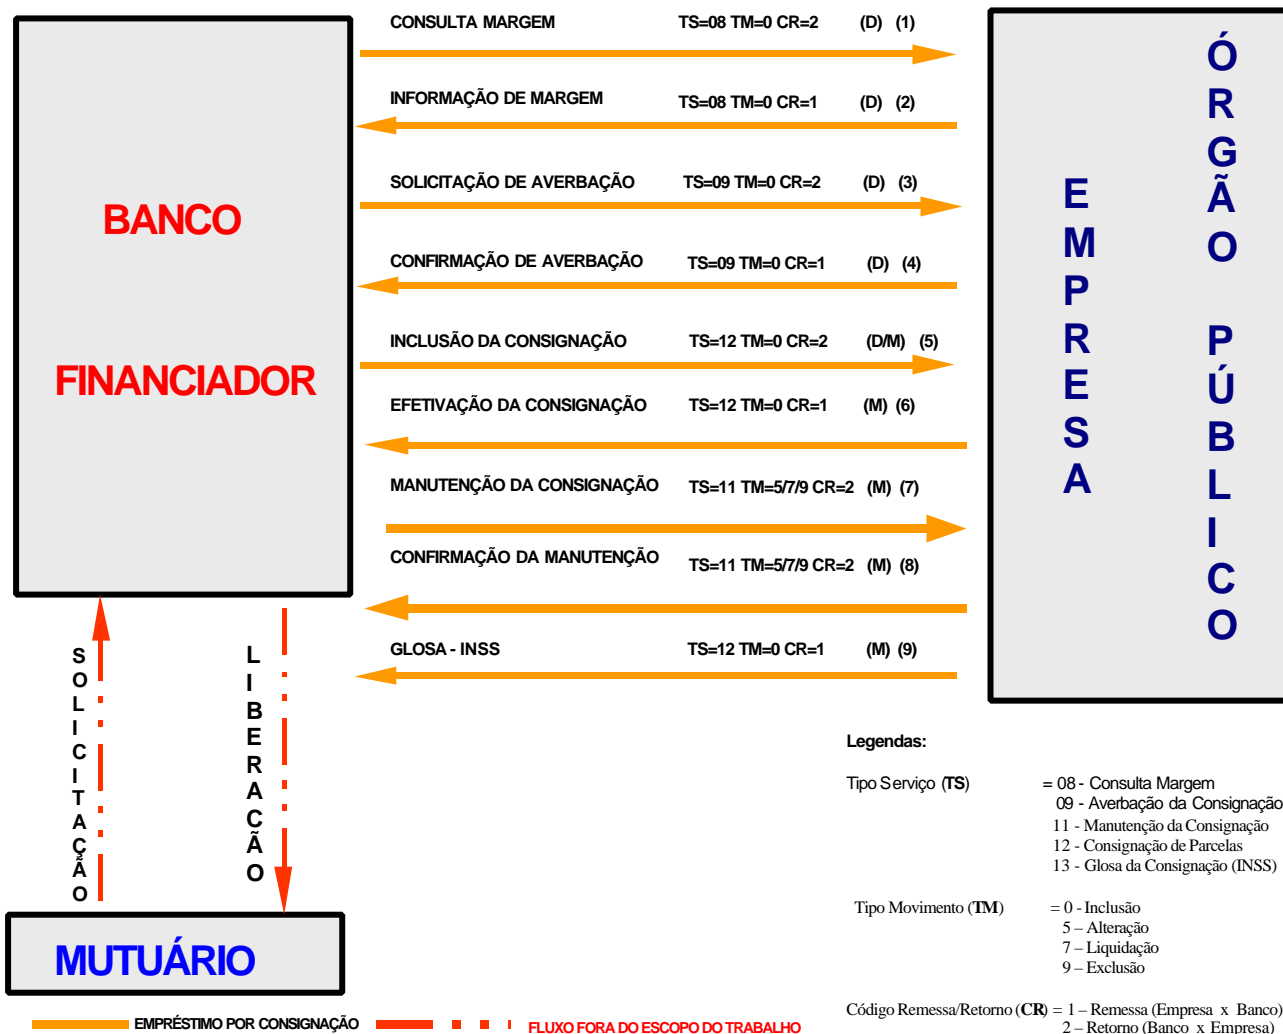 CONSULTA MARGEM TS=08 TM=0 CR=2 (D) (1)
INFORMAÇÃO DE MARGEM TS=08 TM=0 CR=1 (D) (2)
SOLICITAÇÃO DE AVERBAÇÃO TS=09 TM=0 CR=2 (D) (3)
CONFIRMAÇÃO DE AVERBAÇÃO TS=09 TM=0 CR=1 (D) (4)
INCLUSÃO DA CONSIGNAÇÃO TS=12 TM=0 CR=2 (D/M) (5)
EFETIVAÇÃO DA CONSIGNAÇÃO TS=12 TM=0 CR=1 (M) (6)
MANUTENÇÃO DA CONSIGNAÇÃO TS=11 TM=5/7/9 CR=2 (M) (7)
CONFIRMAÇÃO DA MANUTENÇÃO TS=11 TM=5/7/9 CR=2 (M) (8)
GLOSA - INSS TS=12 TM=0 CR=1 (M) (9)
BANCO
FINANCIADOR
EMPRESA
ÓRGÃO PÚBLICO
SOLICITAÇÃO
LIBERACÃO
MUTUÁRIO
Legendas:
Tipo Serviço (TS) = 08 - Consulta Margem
09 - Averbação da Consignação
11 - Manutenção da Consignação
12 - Consignação de Parcelas
13 - Glosa da Consignação (INSS)
Tipo Movimento (TM) = 0 - Inclusão
5 – Alteração
7 – Liquidação
9 – Exclusão
Código Remessa/Retorno (CR) = 1 – Remessa (Empresa x Banco)
2 – Retorno (Banco x Empresa)
EMPRÉSTIMO POR CONSIGNAÇÃO
FLUXO FORA DO ESCOPO DO TRABALHO